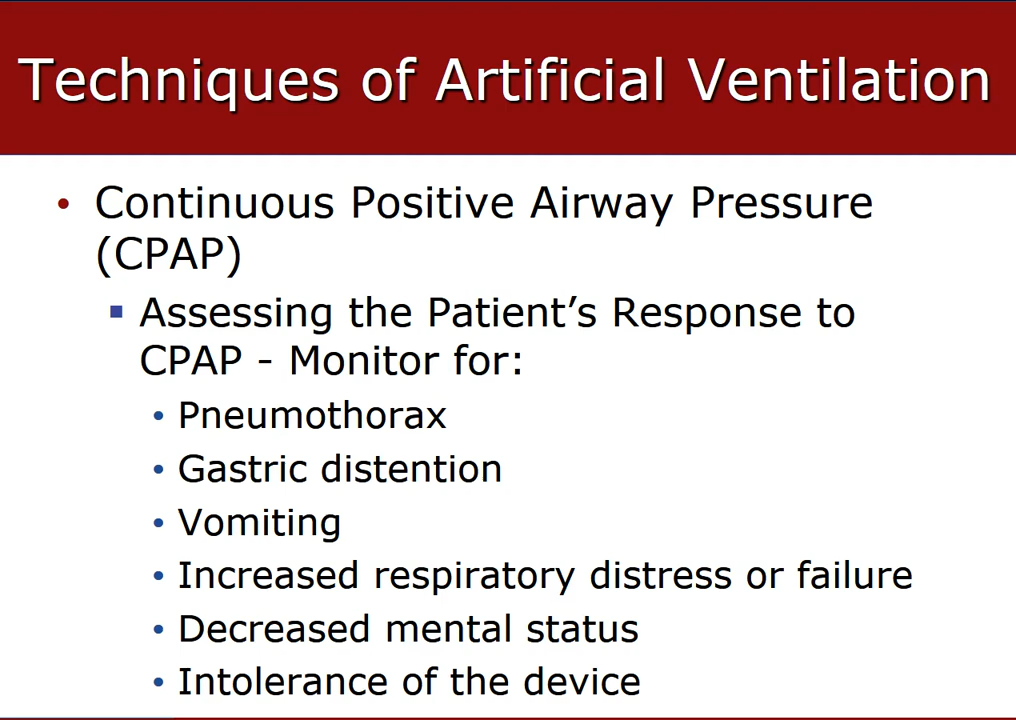 Techniques of Artificial Ventilation
• Continuous Positive Airway Pressure
(CPAP)
▪ Assessing the Patient’s Response to
CPAP - Monitor for:
• Pneumothorax
• Gastric distention
• Vomiting
• Increased respiratory distress or failure
• Decreased mental status
• Intolerance of the device